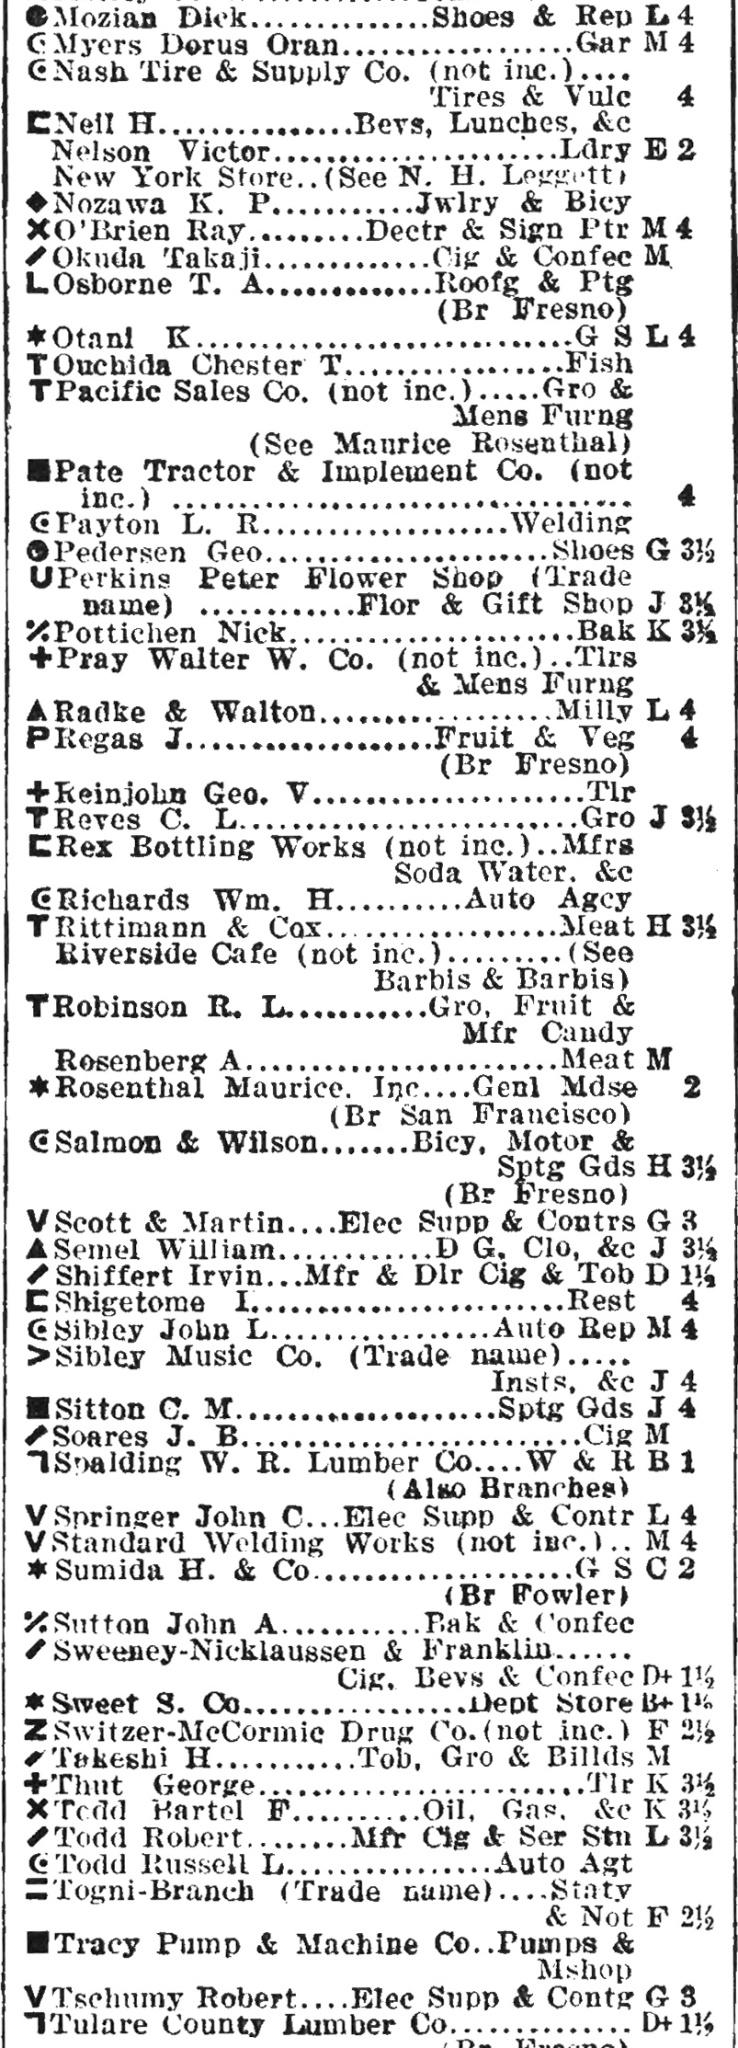 Mozian Dick............Shoes & Rep L 4
Myers Dorus Oran..................Gar M 4
Nash Tire & Supply Co. (not inc.)....
Tires & Vulc 4
Neil H...............Bevs, Lunches, &c
Nelson Victor.....................Ldry E 2
New York Store..(See N. H. Leggett)
Nozawa K. P...........Jwlry & Bicy
O'Brien Ray.........Dectr & Sign Ptr M 4
Okuda Takaji.............Cig & Confec M
Osborne T. A.............Roofg & Ptg
(Br Fresno)
Otani K.............................G S L 4
Ouchida Chester T.................Fish
Pacific Sales Co. (not inc.).....Gro &
Mens Furng
(See Maurice Rosenthal)
Pate Tractor & Implement Co. (not
inc.) ................................... 4
Payton L. R...................Welding
Pedersen Geo.....................Shoes G 3½
Perkins Peter Flower Shop (Trade
name) ............Flor & Gift Shop J 3½
Pottichen Nick.....................Bak K 3½
Pray Walter W. Co. (not inc.)..Tlrs
& Mens Furng
Radke & Walton..................Milly L 4
Regas J...................Fruit & Veg 4
(Br Fresno)
Reinjohn Geo. V.....................Tlr
Reves C. L..........................Gro J 3½
Rex Bottling Works (not inc.)..Mfrs
Soda Water, &c
Richards Wm. H..........Auto Agcy
Rittimann & Cox..................Meat H 3½
Riverside Cafe (not inc.).........(See
Barbis & Barbis)
Robinson R. L...........Gro, Fruit &
Mfr Candy
Rosenberg A.......................Meat M
Rosenthal Maurice, Inc....Genl Mdse 2
(Br San Francisco)
Salmon & Wilson.......Bicy, Motor &
Sptg Gds H 3½
(Br Fresno)
Scott & Martin....Elec Supp & Contrs G 3
Semel William............D G, Clo, &c J 3½
Shiffert Irvin...Mfr & Dlr Cig & Tob D 1½
Shigetome I........................Rest 4
Sibley John L.................Auto Rep M 4
Sibley Music Co. (Trade name).....
Insts, &c J 4
Sitton C. M....................Sptg Gds J 4
Soares J. B..........................Cig M
Spalding W. R. Lumber Co....W & R B 1
(Also Branches)
Springer John C...Elec Supp & Contr L 4
Standard Welding Works (not inc.).. M 4
Sumida H. & Co....................G S C 2
(Br Fowler)
Sutton John A...........Bak & Confec
Sweeney-Nicklaussen & Franklin......
Cig, Bevs & Confec D+ 1½
Sweet S. Co.................Dept Store B+ 1½
Switzer-McCormic Drug Co.(not inc.) F 2½
Takeshi H...........Tob, Gro & Billds M
Thut George.........................Tlr K 3½
Todd Bartel F..........Oil, Gas, &c K 3½
Todd Robert........Mfr Cig & Ser Stn L 3½
Todd Russell L................Auto Agt
Togni-Branch (Trade name)....Staty
& Not F 2½
Tracy Pump & Machine Co..Pumps &
Mshop
Tschumy Robert....Elec Supp & Contg G 3
Tulare County Lumber Co.............. D+ 1½